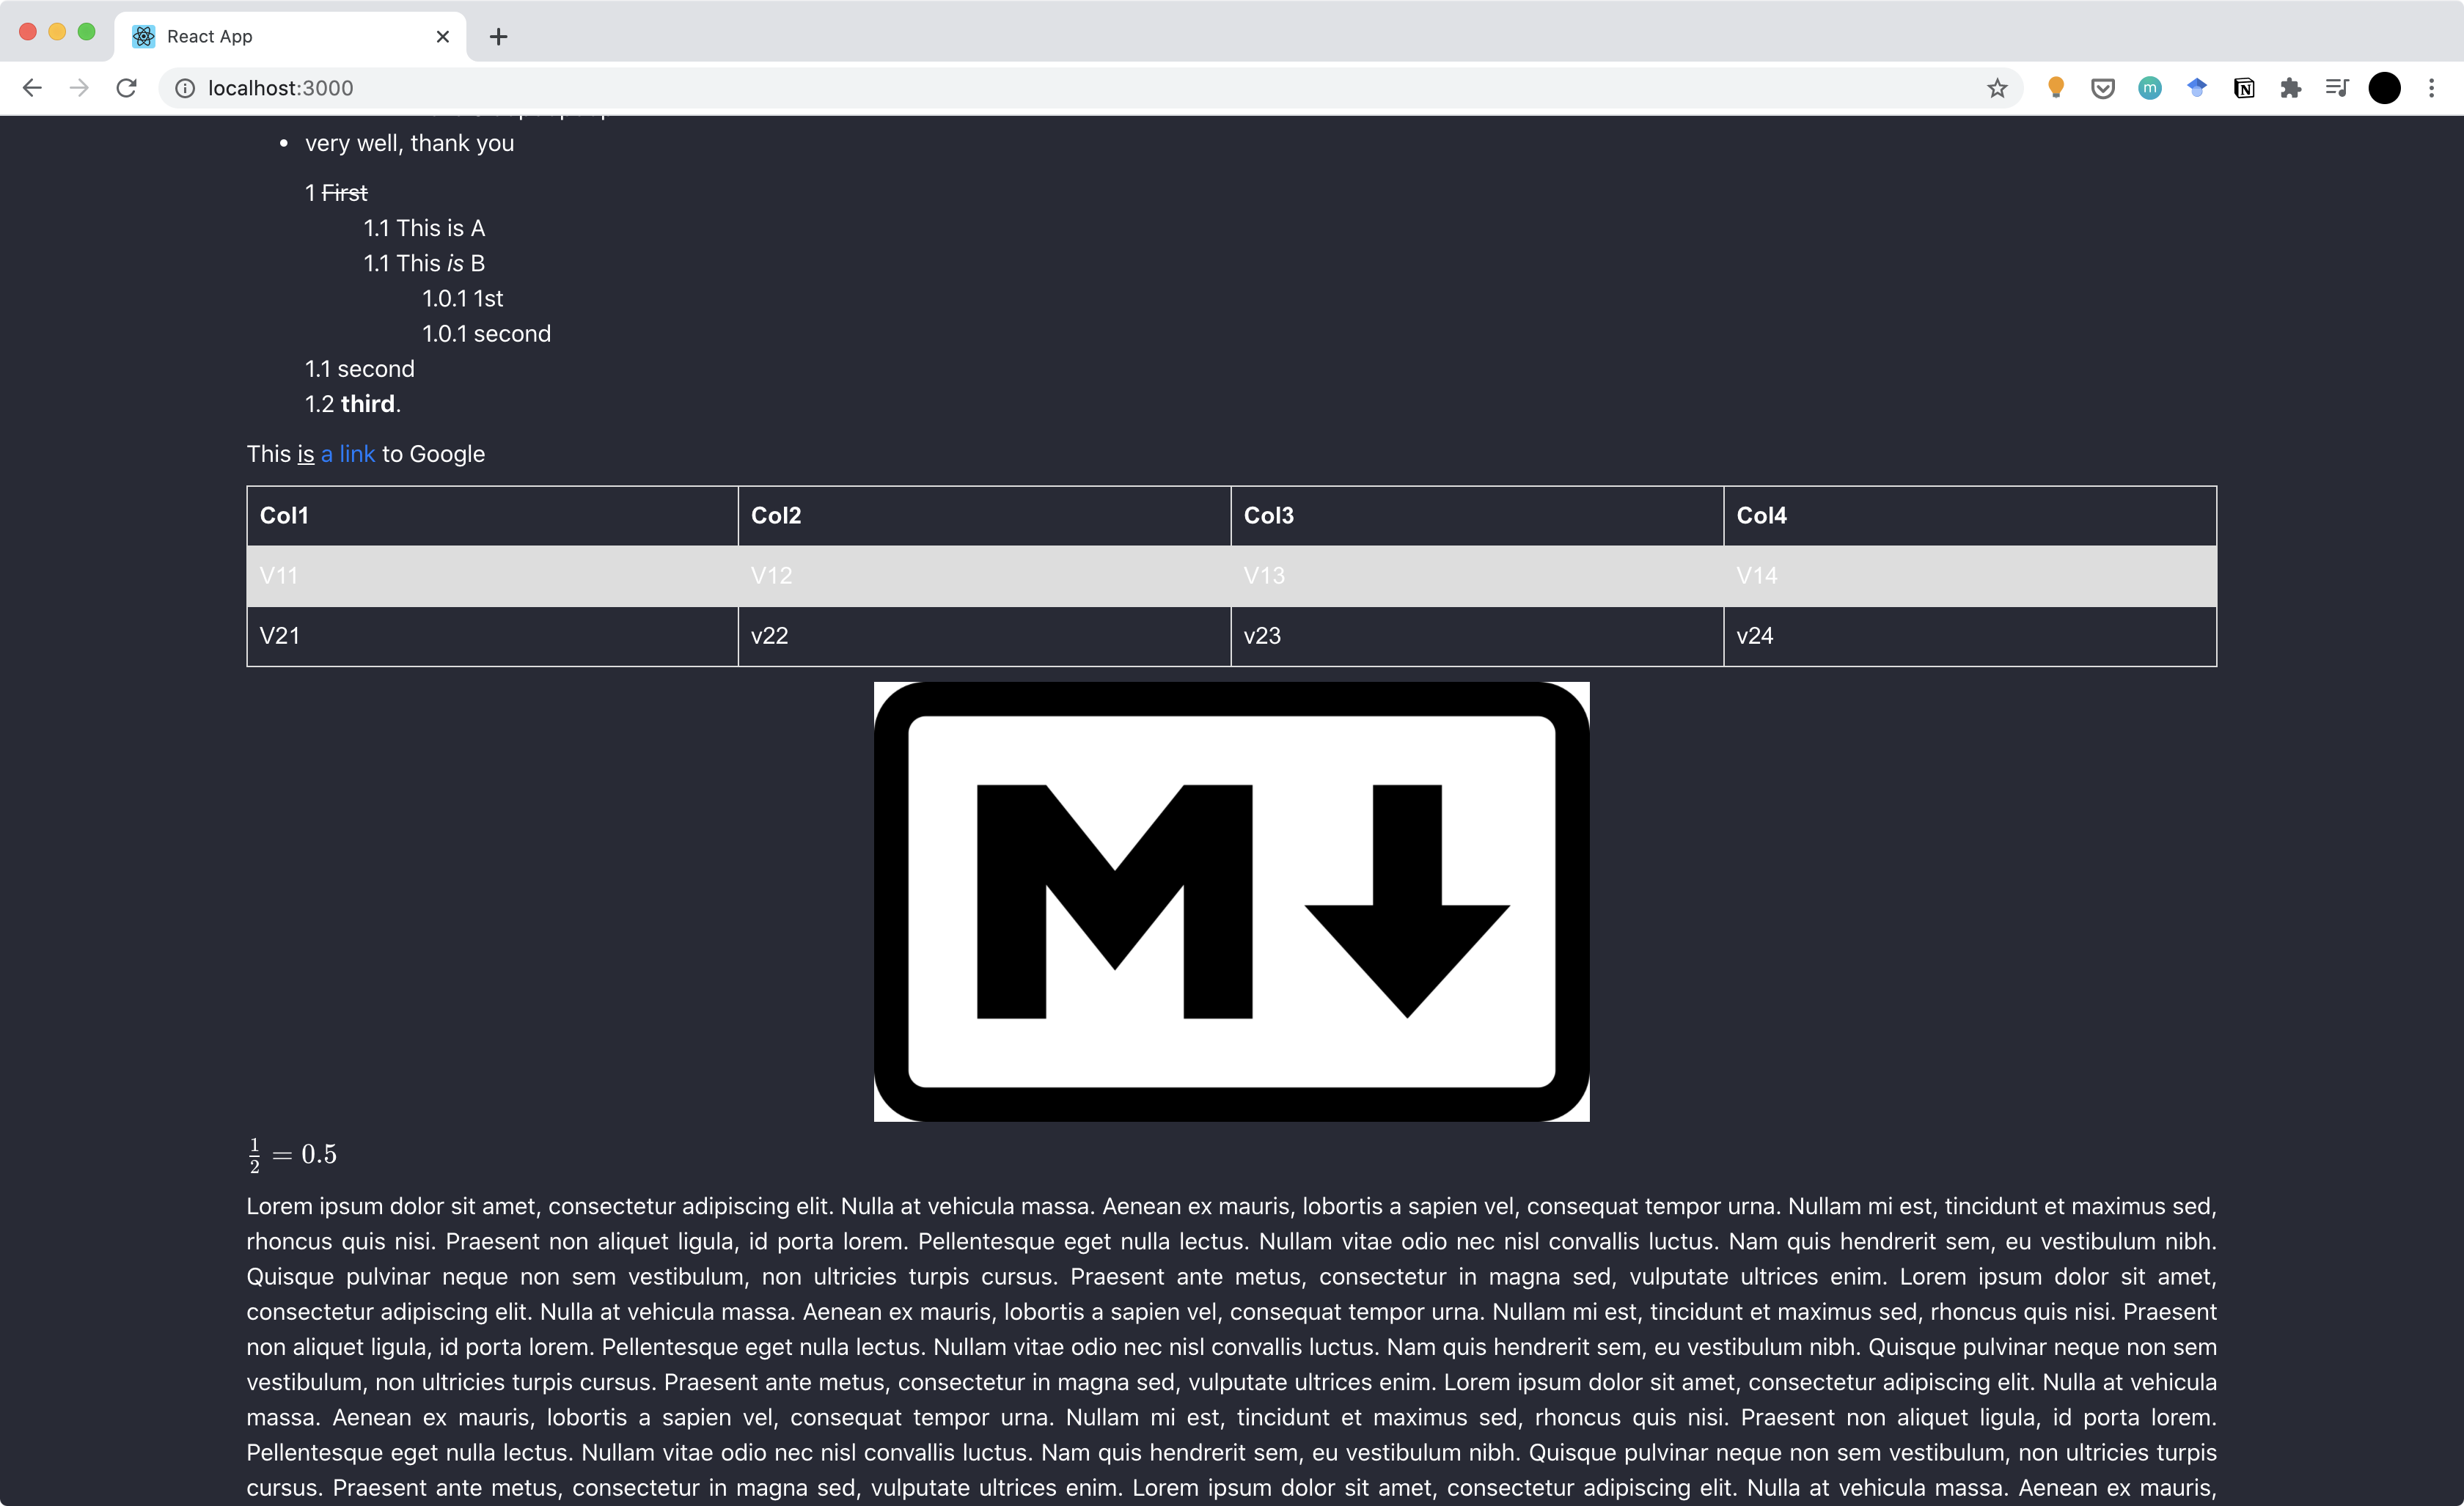 React App
localhost:3000
• very well, thank you
1 First
1.1 This is A
1.1 This is B
1.0.1 1st
1.0.1 second
1.1 second
1.2 third.
This is a link to Google
Col1 Col2 Col3 Col4
V11 V12 V13 V14
V21 v22 v23 v24
M
1/2 = 0.5
Lorem ipsum dolor sit amet, consectetur adipiscing elit. Nulla at vehicula massa. Aenean ex mauris, lobortis a sapien vel, consequat tempor urna. Nullam mi est, tincidunt et maximus sed,
rhoncus quis nisi. Praesent non aliquet ligula, id porta lorem. Pellentesque eget nulla lectus. Nullam vitae odio nec nisl convallis luctus. Nam quis hendrerit sem, eu vestibulum nibh.
Quisque pulvinar neque non sem vestibulum, non ultricies turpis cursus. Praesent ante metus, consectetur in magna sed, vulputate ultrices enim. Lorem ipsum dolor sit amet,
consectetur adipiscing elit. Nulla at vehicula massa. Aenean ex mauris, lobortis a sapien vel, consequat tempor urna. Nullam mi est, tincidunt et maximus sed, rhoncus quis nisi. Praesent
non aliquet ligula, id porta lorem. Pellentesque eget nulla lectus. Nullam vitae odio nec nisl convallis luctus. Nam quis hendrerit sem, eu vestibulum nibh. Quisque pulvinar neque non sem
vestibulum, non ultricies turpis cursus. Praesent ante metus, consectetur in magna sed, vulputate ultrices enim. Lorem ipsum dolor sit amet, consectetur adipiscing elit. Nulla at vehicula
massa. Aenean ex mauris, lobortis a sapien vel, consequat tempor urna. Nullam mi est, tincidunt et maximus sed, rhoncus quis nisi. Praesent non aliquet ligula, id porta lorem.
Pellentesque eget nulla lectus. Nullam vitae odio nec nisl convallis luctus. Nam quis hendrerit sem, eu vestibulum nibh. Quisque pulvinar neque non sem vestibulum, non ultricies turpis
cursus. Praesent ante metus, consectetur in magna sed, vulputate ultrices enim. Lorem ipsum dolor sit amet, consectetur adipiscing elit. Nulla at vehicula massa. Aenean ex mauris,